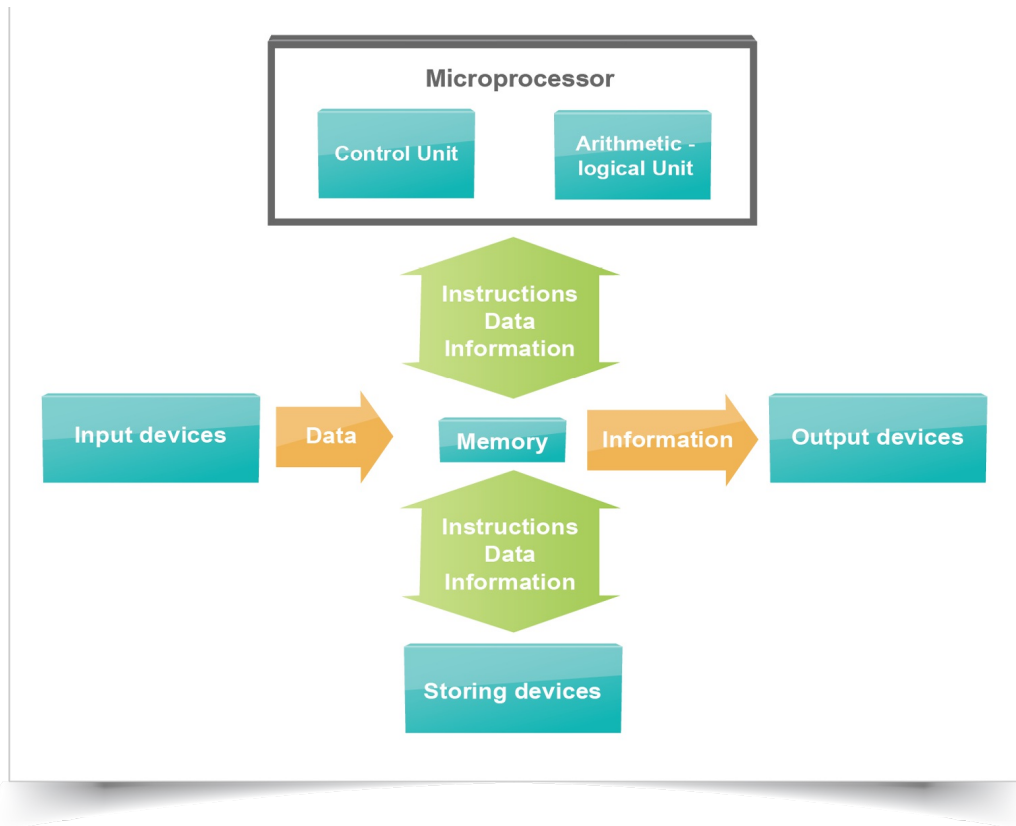 Microprocessor
Control Unit
Arithmetic -
logical Unit
Instructions
Data
Information
Input devices
Data
Memory
Information
Output devices
Instructions
Data
Information
Storing devices